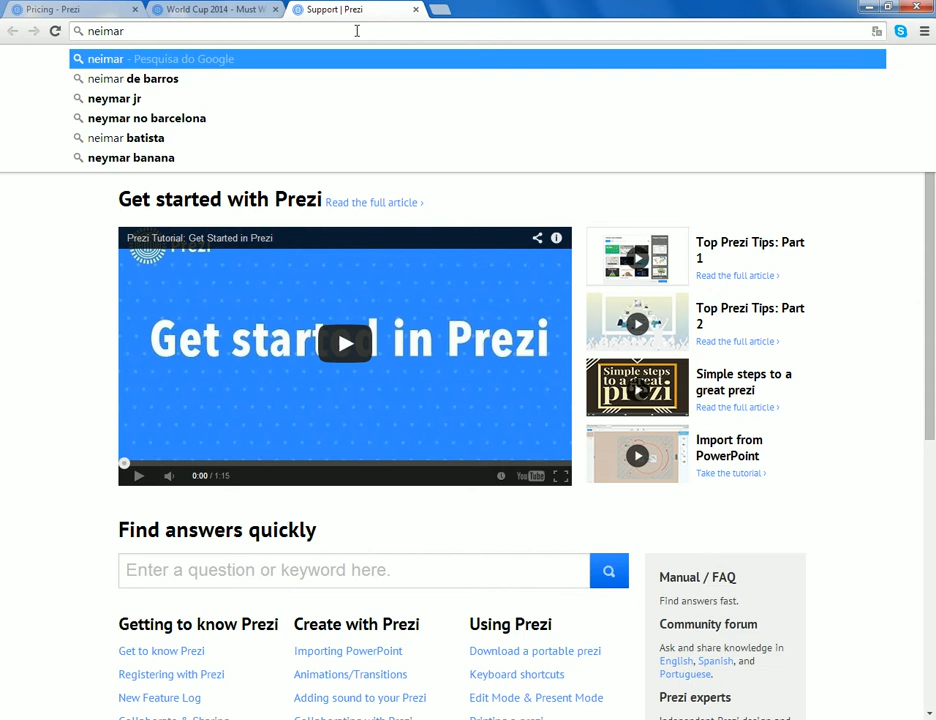 Pricing - Prezi
World Cup 2014 - Must W
Support | Prezi
neimar
neimar - Pesquisa do Google
neimar de barros
neymar jr
neymar no barcelona
neimar batista
neymar banana
Get started with Prezi Read the full article ›
Prezi Tutorial: Get Started in Prezi
Get started in Prezi
0:00 / 1:15
YouTube
Top Prezi Tips: Part
1
Read the full article ›
Top Prezi Tips: Part
2
Read the full article ›
Simple steps to a great prezi
Simple steps to a
great prezi
Read the full article ›
Import from
PowerPoint
Take the tutorial ›
Find answers quickly
Enter a question or keyword here.
Getting to know Prezi
Get to know Prezi
Registering with Prezi
New Feature Log
Create with Prezi
Importing PowerPoint
Animations/Transitions
Adding sound to your Prezi
Using Prezi
Download a portable prezi
Keyboard shortcuts
Edit Mode & Present Mode
Manual / FAQ
Find answers fast.
Community forum
Ask and share knowledge in
English, Spanish, and
Portuguese.
Prezi experts